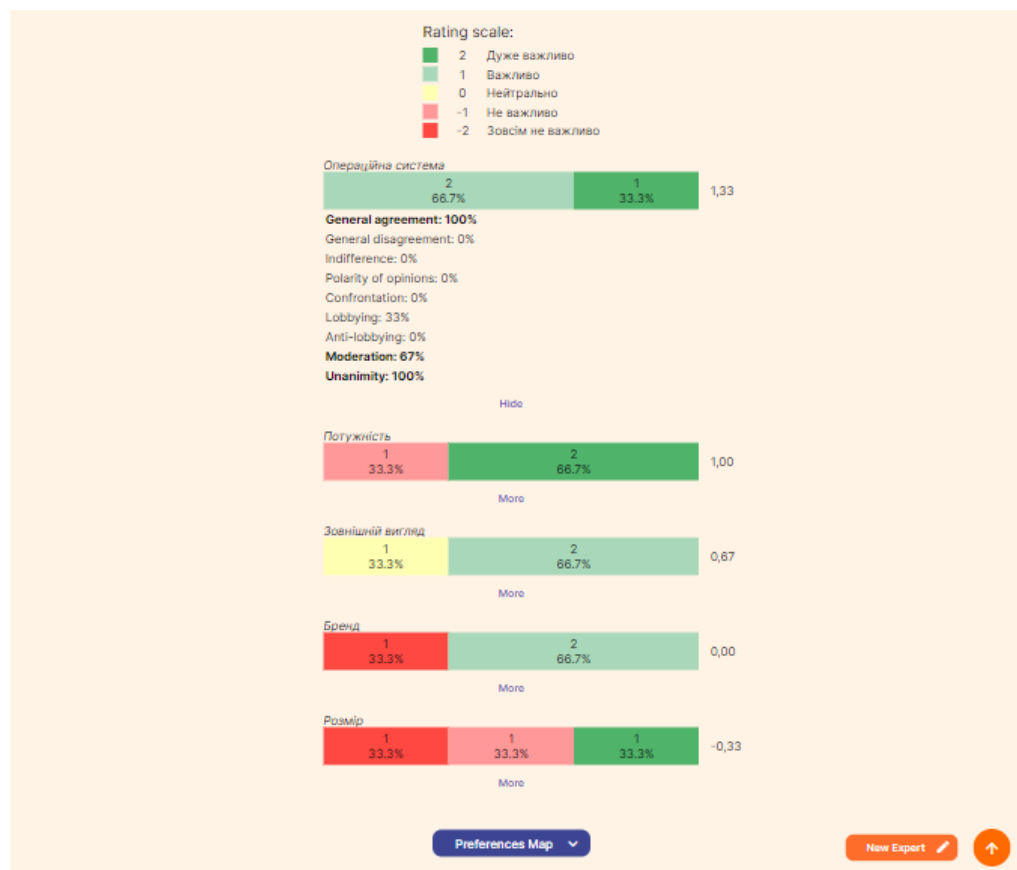 Rating scale:
2 Дуже важливо
1 Важливо
0 Нейтрально
-1 Не важливо
-2 Зовсім не важливо
Операційна система
2 1
66.7% 33.3%
1,33
General agreement: 100%
General disagreement: 0%
Indifference: 0%
Polarity of opinions: 0%
Confrontation: 0%
Lobbying: 33%
Anti-lobbying: 0%
Moderation: 67%
Unanimity: 100%
Hide
Потужність
1 2
33.3% 66.7%
1,00
More
Зовнішній вигляд
1 2
33.3% 66.7%
0,67
More
Бренд
1 2
33.3% 66.7%
0,00
More
Розмір
1 1 1
33.3% 33.3% 33.3%
-0,33
More
Preferences Map
New Expert